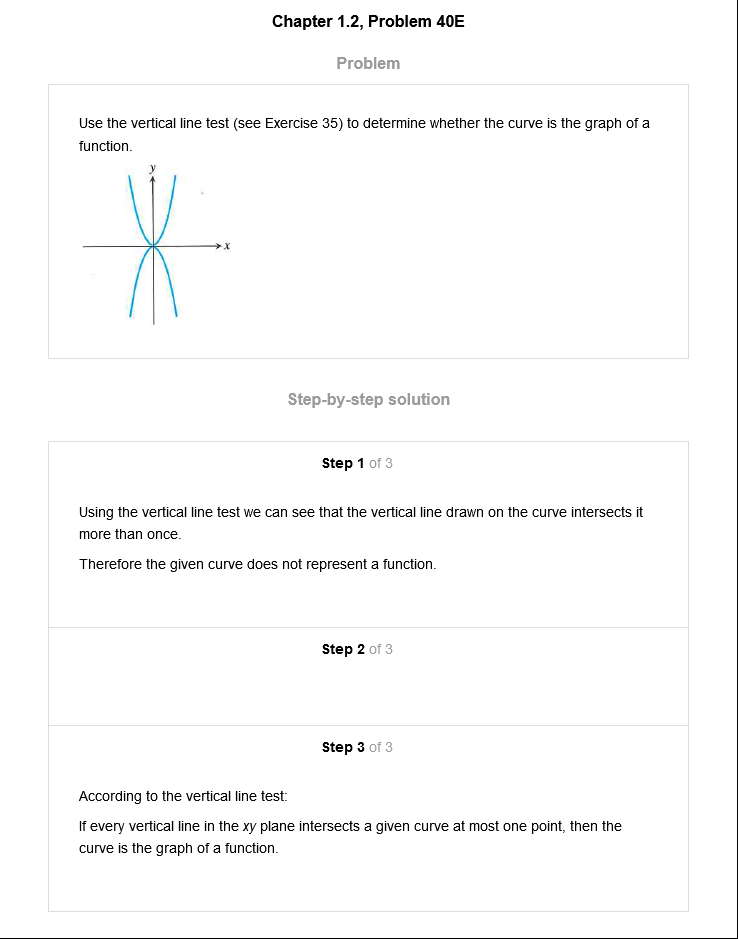 Chapter 1.2, Problem 40E
Problem
Use the vertical line test (see Exercise 35) to determine whether the curve is the graph of a
function.
y
x
Step-by-step solution
Step 1 of 3
Using the vertical line test we can see that the vertical line drawn on the curve intersects it
more than once.
Therefore the given curve does not represent a function.
Step 2 of 3
Step 3 of 3
According to the vertical line test:
If every vertical line in the xy plane intersects a given curve at most one point, then the
curve is the graph of a function.